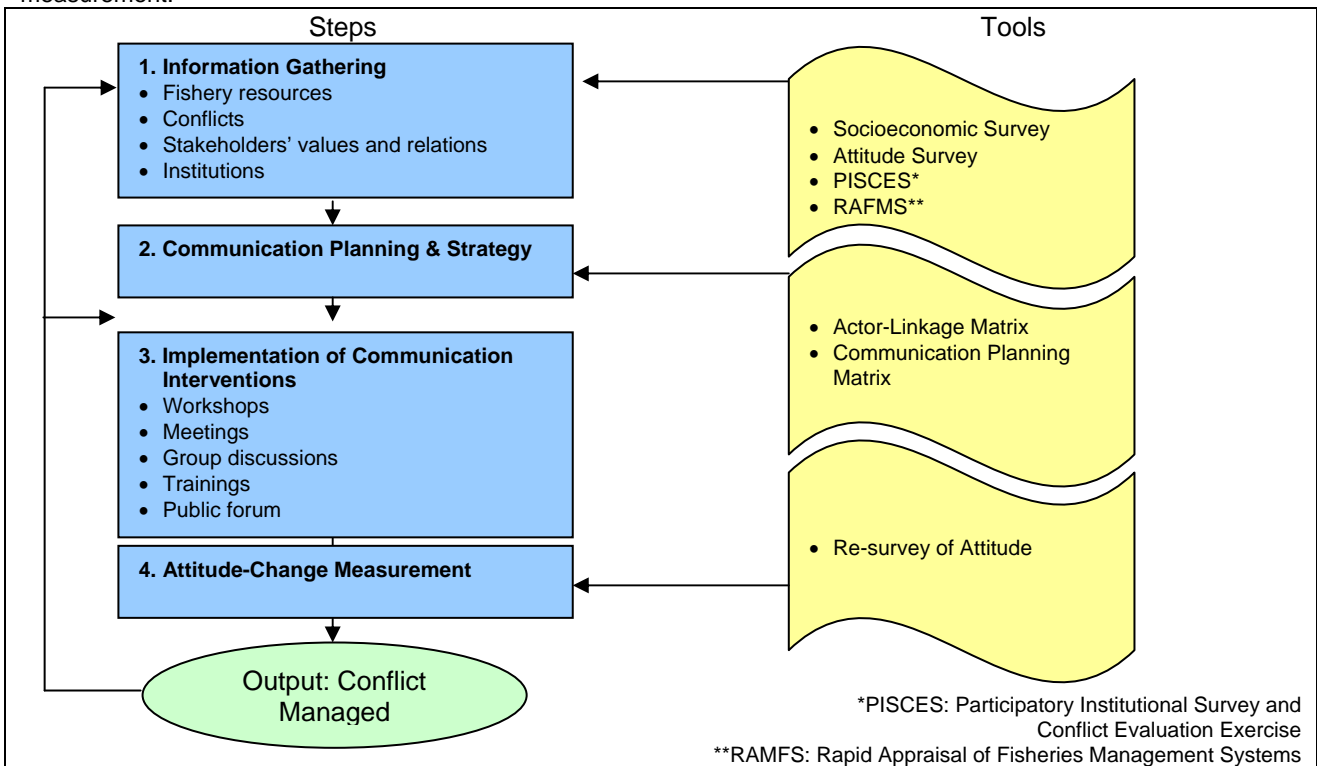 measurement.
Steps
Tools
1. Information Gathering
• Fishery resources
• Conflicts
• Stakeholders’ values and relations
• Institutions
2. Communication Planning & Strategy
3. Implementation of Communication
Interventions
• Workshops
• Meetings
• Group discussions
• Trainings
• Public forum
4. Attitude-Change Measurement
Output: Conflict
Managed
• Socioeconomic Survey
• Attitude Survey
• PISCES*
• RAFMS**
• Actor-Linkage Matrix
• Communication Planning
Matrix
• Re-survey of Attitude
*PISCES: Participatory Institutional Survey and
Conflict Evaluation Exercise
**RAMFS: Rapid Appraisal of Fisheries Management Systems